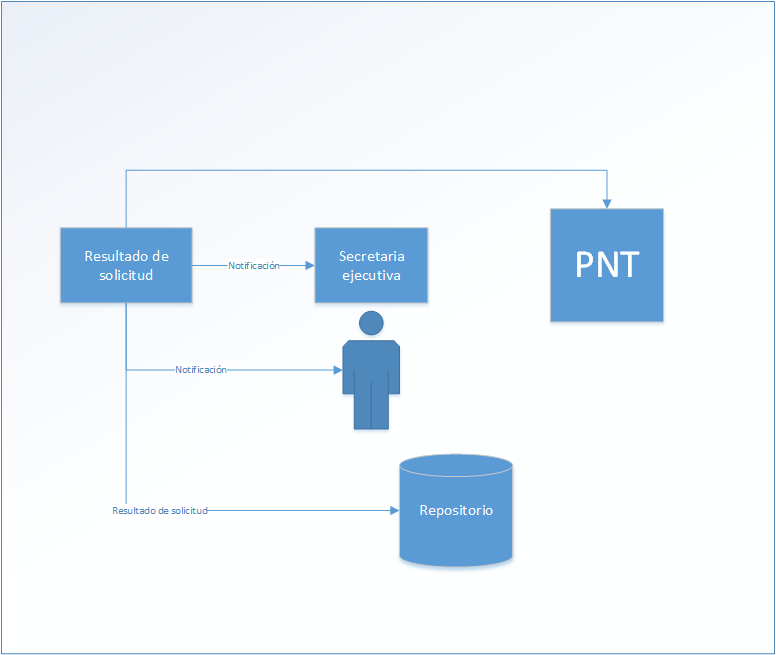 Resultado de
solicitud
Notificación
Secretaria
ejecutiva
PNT
Notificación
Resultado de solicitud
Repositorio